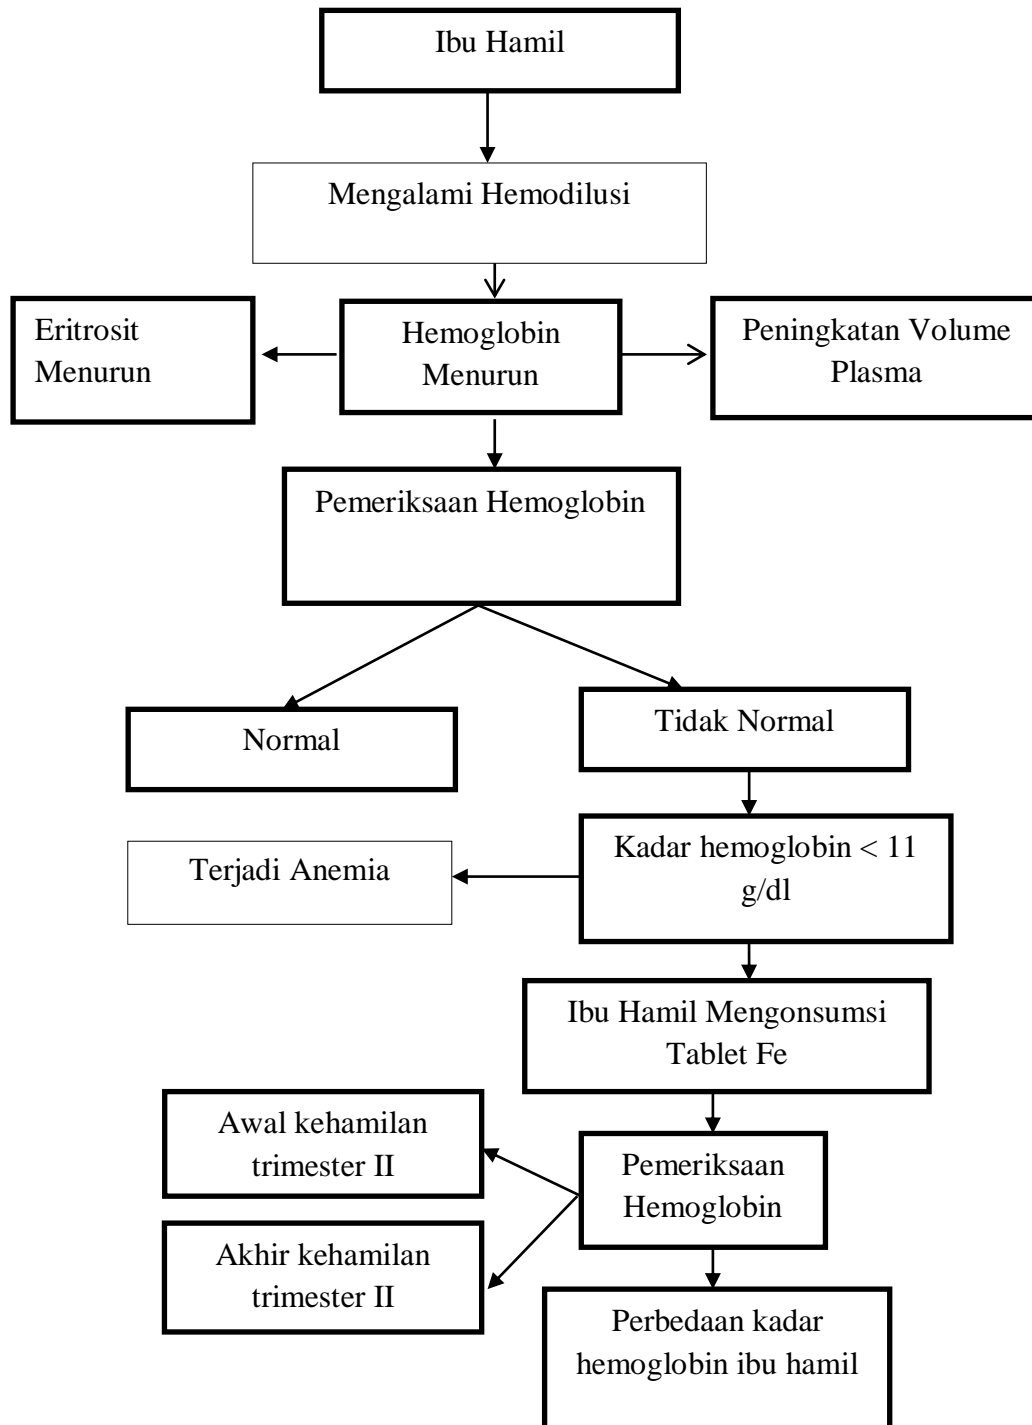 Ibu Hamil
Mengalami Hemodilusi
Eritrosit
Menurun
Hemoglobin
Menurun
Peningkatan Volume
Plasma
Pemeriksaan Hemoglobin
Normal
Tidak Normal
Terjadi Anemia
Kadar hemoglobin < 11
g/dl
Ibu Hamil Mengonsumsi
Tablet Fe
Awal kehamilan
trimester II
Pemeriksaan
Hemoglobin
Akhir kehamilan
trimester II
Perbedaan kadar
hemoglobin ibu hamil